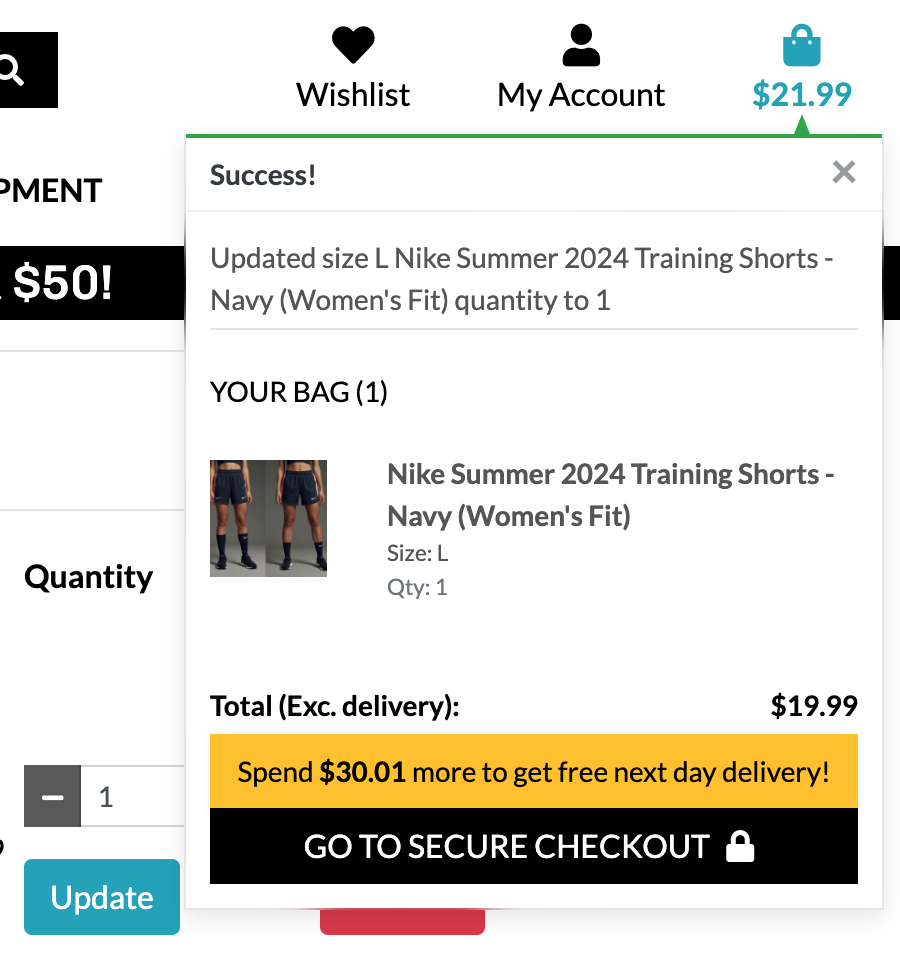 Wishlist
My Account
$21.99
PMENT
$50!
Success!
×
Updated size L Nike Summer 2024 Training Shorts -
Navy (Women's Fit) quantity to 1
YOUR BAG (1)
Nike Summer 2024 Training Shorts -
Navy (Women's Fit)
Size: L
Qty: 1
Quantity
Total (Exc. delivery): $19.99
Spend $30.01 more to get free next day delivery!
1
GO TO SECURE CHECKOUT
Update